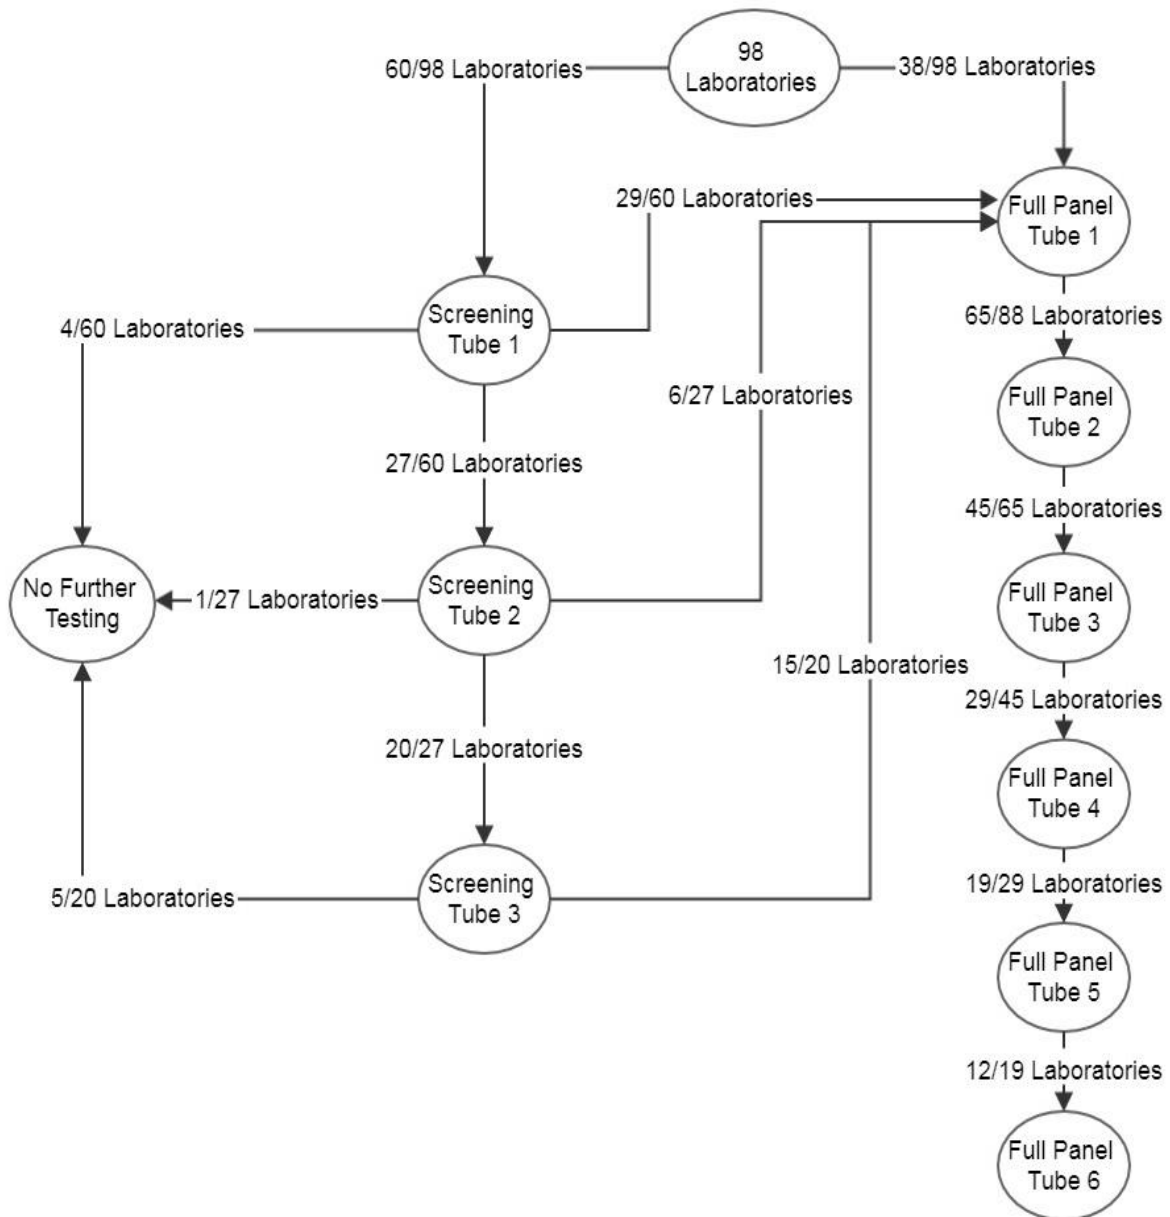 98
Laboratories
60/98 Laboratories
38/98 Laboratories
29/60 Laboratories
Full Panel
Tube 1
Screening
Tube 1
4/60 Laboratories
65/88 Laboratories
6/27 Laboratories
Full Panel
Tube 2
27/60 Laboratories
45/65 Laboratories
No Further
Testing
1/27 Laboratories
Screening
Tube 2
Full Panel
Tube 3
15/20 Laboratories
29/45 Laboratories
20/27 Laboratories
Full Panel
Tube 4
5/20 Laboratories
Screening
Tube 3
19/29 Laboratories
Full Panel
Tube 5
12/19 Laboratories
Full Panel
Tube 6